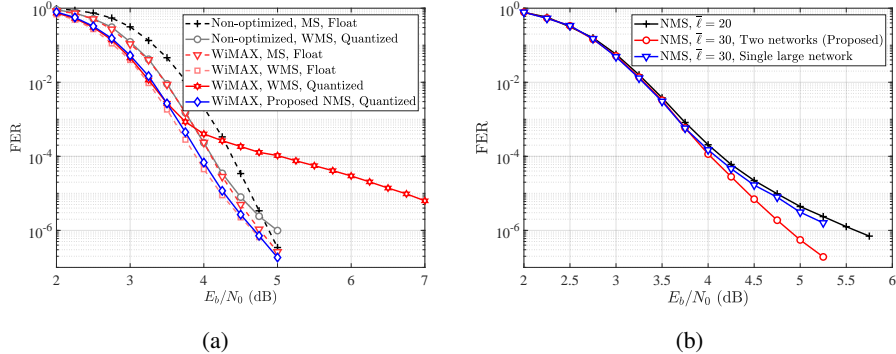 10^0
10^-2
10^-4
10^-6
FER
2
3
4
5
6
7
E_b/N_0 (dB)
Non-optimized, MS, Float
Non-optimized, WMS, Quantized
WiMAX, MS, Float
WiMAX, WMS, Float
WiMAX, WMS, Quantized
WiMAX, Proposed NMS, Quantized
(a)
10^0
10^-2
10^-4
10^-6
FER
2
2.5
3
3.5
4
4.5
5
5.5
6
E_b/N_0 (dB)
NMS, ℓ̅ = 20
NMS, ℓ̅ = 30, Two networks (Proposed)
NMS, ℓ̅ = 30, Single large network
(b)